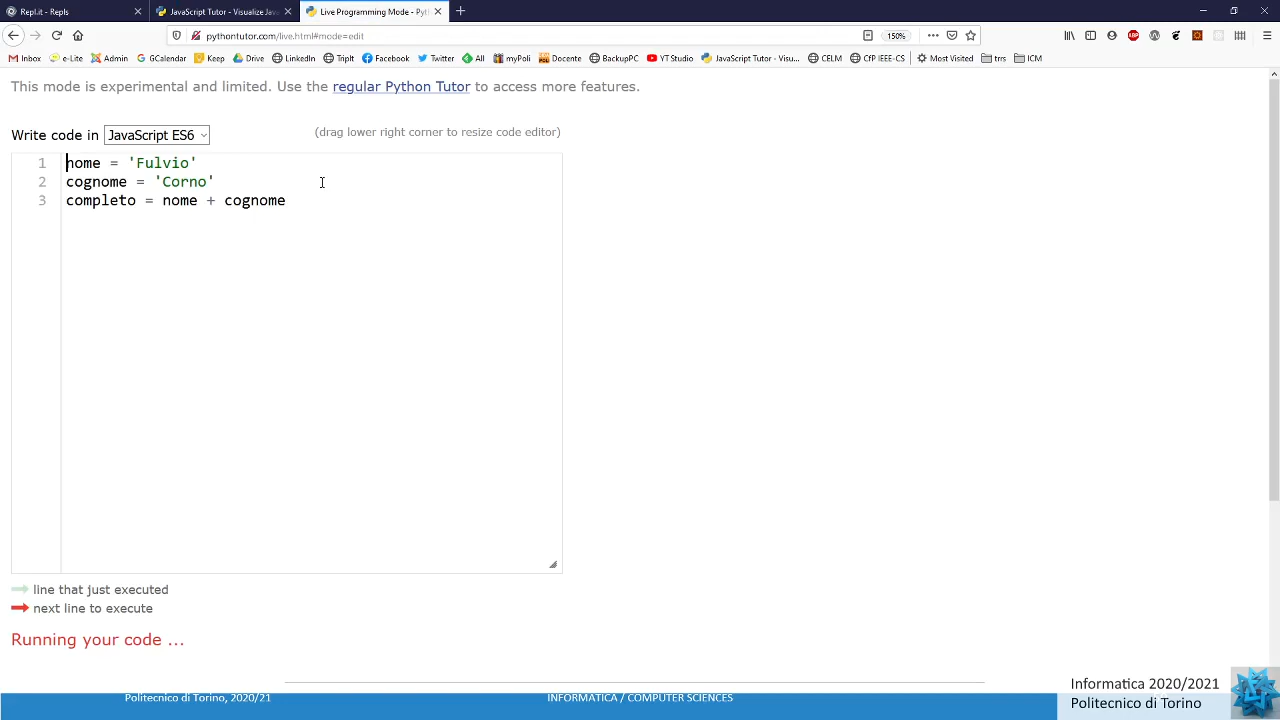 Repl.it - Repls
JavaScript Tutor - Visualize Jav
Live Programming Mode - Pyt
pythontutor.com/live.html#mode=edit
150%
Inbox e-Lite Admin GCalendar Keep Drive LinkedIn TripIt Facebook Twitter All myPoli Docente BackupPC YT Studio JavaScript Tutor - Visu... CELM CfP IEEE-CS Most Visited trrs ICM
This mode is experimental and limited. Use the regular Python Tutor to access more features.
Write code in JavaScript ES6 (drag lower right corner to resize code editor)
1 nome = 'Fulvio'
2 cognome = 'Corno'
3 completo = nome + cognome
line that just executed
next line to execute
Running your code ...
Politecnico di Torino, 2020/21 INFORMATICA / COMPUTER SCIENCES
Informatica 2020/2021
Politecnico di Torino